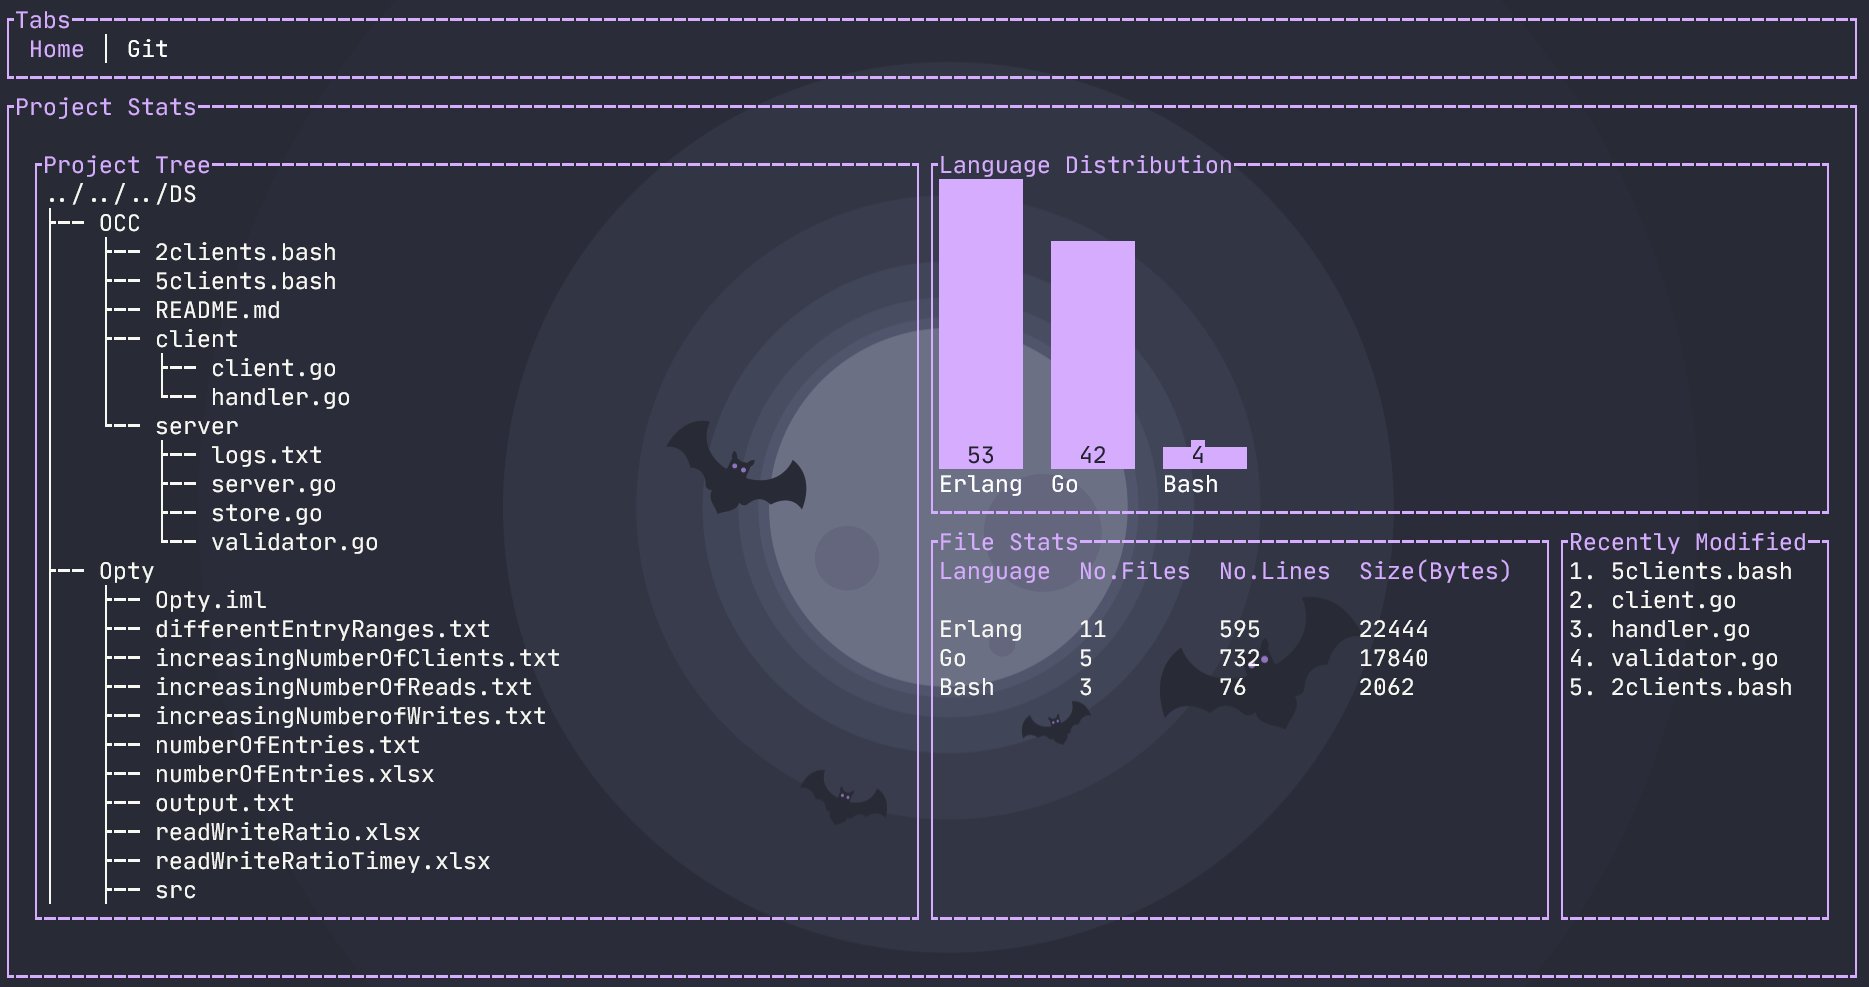 Tabs
Home │ Git
Project Stats
Project Tree
../../../DS
├── OCC
│   ├── 2clients.bash
│   ├── 5clients.bash
│   ├── README.md
│   ├── client
│   │   ├── client.go
│   │   └── handler.go
│   └── server
│       ├── logs.txt
│       ├── server.go
│       ├── store.go
│       └── validator.go
├── Opty
│   ├── Opty.iml
│   ├── differentEntryRanges.txt
│   ├── increasingNumberOfClients.txt
│   ├── increasingNumberOfReads.txt
│   ├── increasingNumberofWrites.txt
│   ├── numberOfEntries.txt
│   ├── numberOfEntries.xlsx
│   ├── output.txt
│   ├── readWriteRatio.xlsx
│   ├── readWriteRatioTimey.xlsx
│   ├── src
Language Distribution
53 42 4
Erlang Go Bash
File Stats
Language No.Files No.Lines Size(Bytes)
Erlang 11 595 22444
Go 5 732 17840
Bash 3 76 2062
Recently Modified
1. 5clients.bash
2. client.go
3. handler.go
4. validator.go
5. 2clients.bash